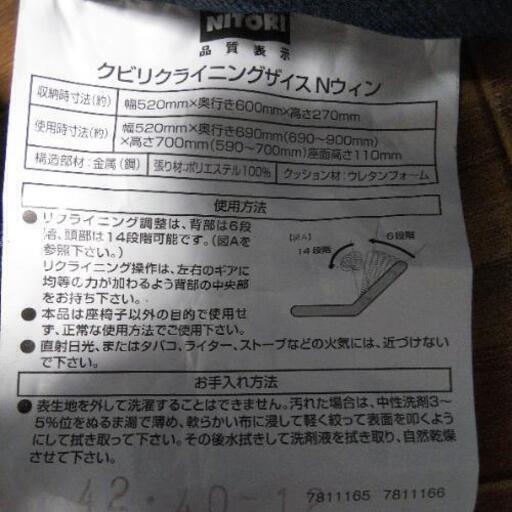 NITORI
品質表示
クビリクライニングザイス Nウィン
収納時寸法(約) 幅520mm×奥行き600mm×高さ270mm
使用時寸法(約) 幅520mm×奥行き690mm(690～900mm)
×高さ700mm(590～700mm)座面高さ110mm
構造部材:金属(鋼) 張り材:ポリエステル100% クッション材:ウレタンフォーム
使用方法
● リクライニング調整は、背部は6段
階、頭部は14段階可能です。(図Aを
参照下さい。)
リクライニング操作は、左右のギアに
均等の力が加わるよう背部の中央部
をお持ち下さい。
【図A】
14段階
6段階
● 本品は座椅子以外の目的で使用せ
ず、正常な使用方法でご使用下さい。
● 直射日光、またはタバコ、ライター、ストーブなどの火気には、近づけない
で下さい。
お手入れ方法
● 表生地を外して洗濯することはできません。汚れた場合は、中性洗剤3～
5%位をぬるま湯で薄め、軟らかい布に浸して軽く絞って表面を叩くよう
にして拭き取って下さい。その後水拭きして洗剤液を拭き取り、自然乾燥
させて下さい。
42・40-12
7811165 7811166